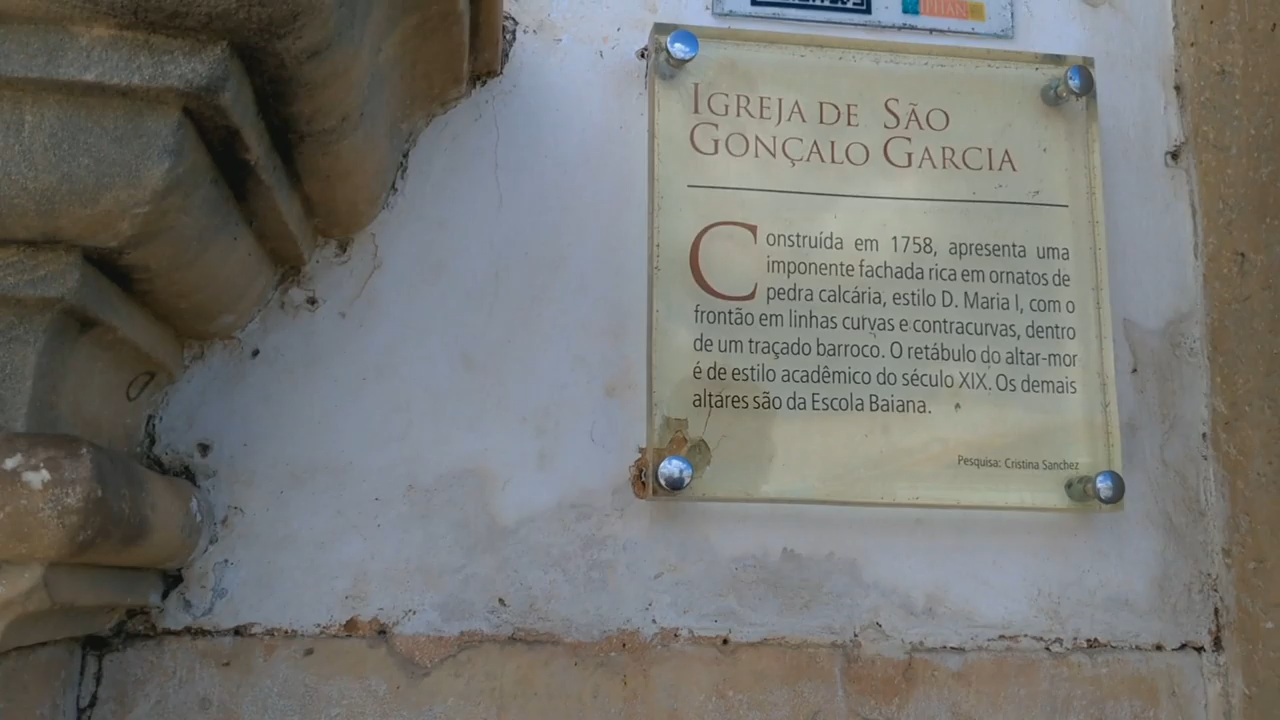 IPHAN
IGREJA DE SÃO
GONÇALO GARCIA
Construída em 1758, apresenta uma
imponente fachada rica em ornatos de
pedra calcária, estilo D. Maria I, com o
frontão em linhas curvas e contracurvas, dentro
de um traçado barroco. O retábulo do altar-mor
é de estilo acadêmico do século XIX. Os demais
altares são da Escola Baiana.
Pesquisa: Cristina Sanchez